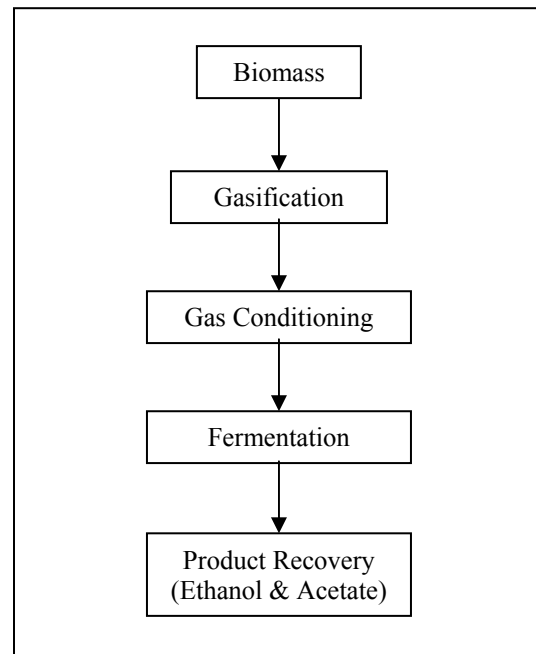 Biomass
Gasification
Gas Conditioning
Fermentation
Product Recovery
(Ethanol & Acetate)